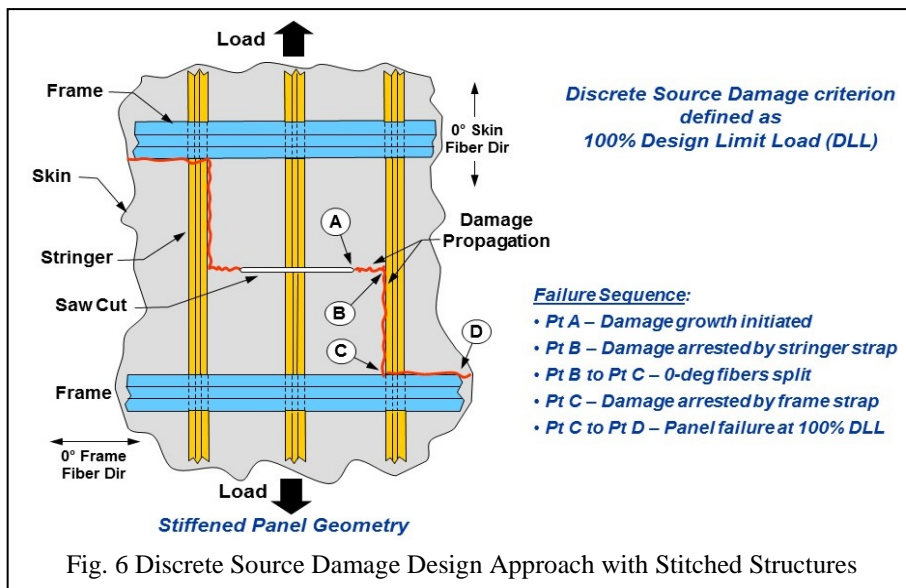 Load
Frame
0° Skin
Fiber Dir
Discrete Source Damage criterion
defined as
100% Design Limit Load (DLL)
Skin
A
Damage
Propagation
Stringer
Saw Cut
B
C
D
Failure Sequence:
• Pt A – Damage growth initiated
• Pt B – Damage arrested by stringer strap
• Pt B to Pt C – 0-deg fibers split
• Pt C – Damage arrested by frame strap
• Pt C to Pt D – Panel failure at 100% DLL
Frame
0° Frame
Fiber Dir
Load
Stiffened Panel Geometry
Fig. 6 Discrete Source Damage Design Approach with Stitched Structures